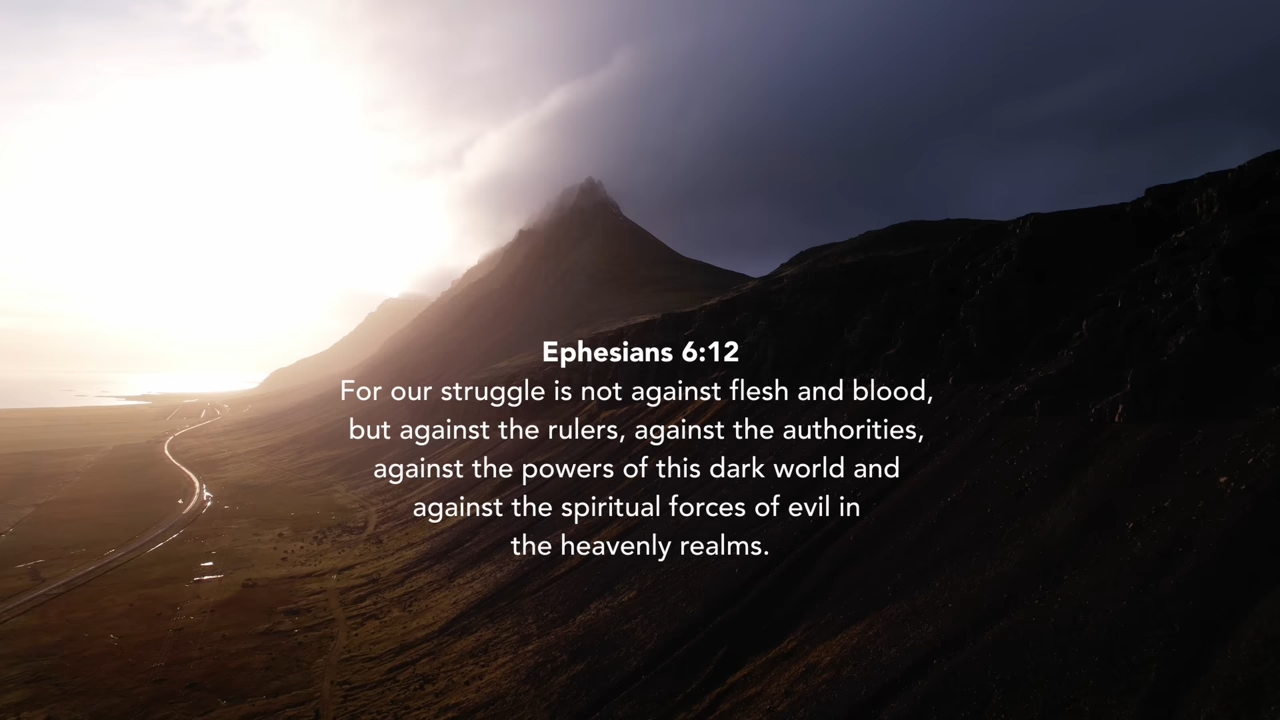 Ephesians 6:12
For our struggle is not against flesh and blood,
but against the rulers, against the authorities,
against the powers of this dark world and
against the spiritual forces of evil in
the heavenly realms.